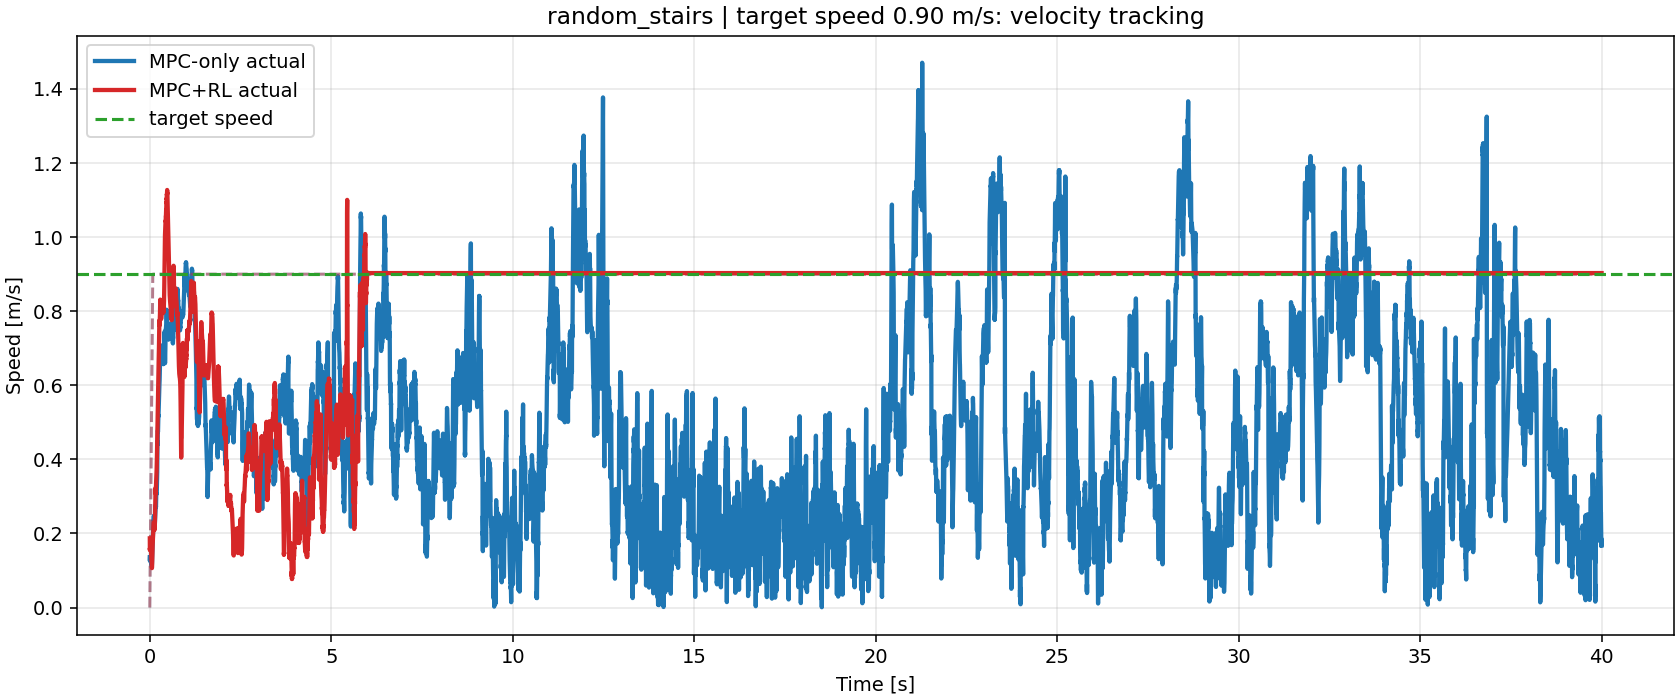 random_stairs | target speed 0.90 m/s: velocity tracking
MPC-only actual
MPC+RL actual
target speed
Speed [m/s]
1.4
1.2
1.0
0.8
0.6
0.4
0.2
0.0
0 5 10 15 20 25 30 35 40
Time [s]